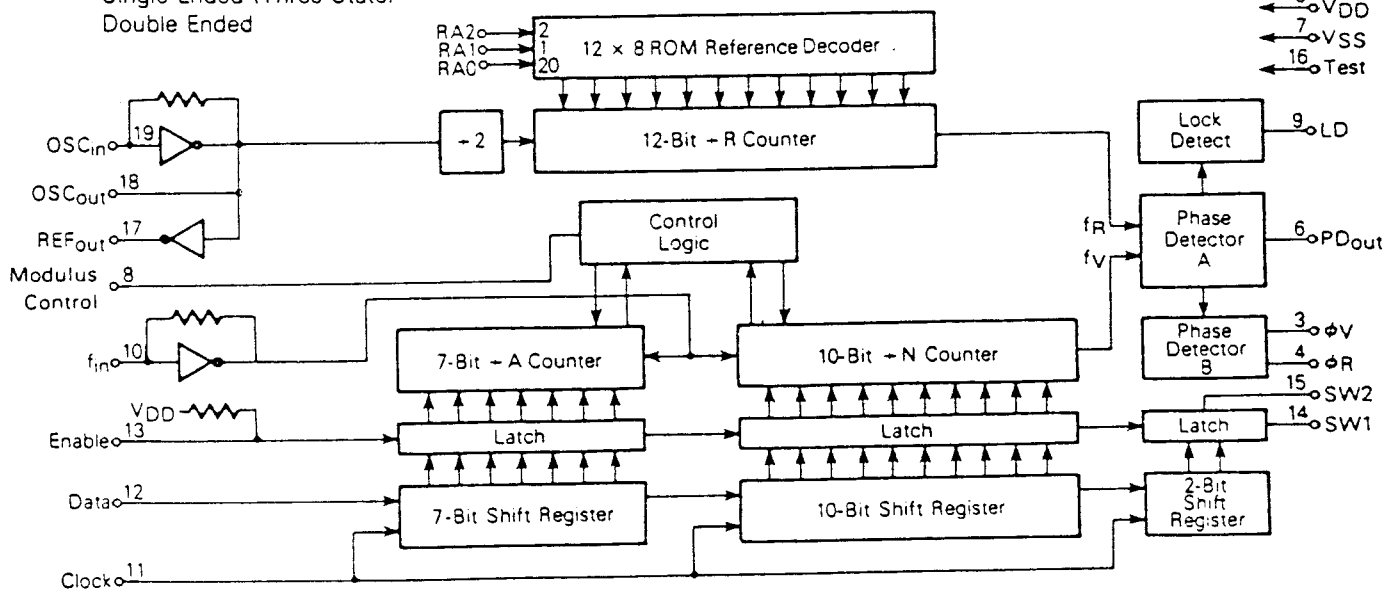 Double Ended
VDD
7 VSS
16 Test
RA2 2
RA1 1
RA0 20
12 × 8 ROM Reference Decoder
OSCin 19
÷ 2
12-Bit ÷ R Counter
Lock Detect
9 LD
OSCout 18
REFout 17
Control Logic
fR
fV
Phase Detector A
6 PDout
Modulus Control 8
fin 10
7-Bit ÷ A Counter
10-Bit ÷ N Counter
Phase Detector B
3 ϕV
4 ϕR
VDD
Enable 13
Latch
Latch
Latch
15 SW2
14 SW1
Data 12
7-Bit Shift Register
10-Bit Shift Register
2-Bit Shift Register
Clock 11